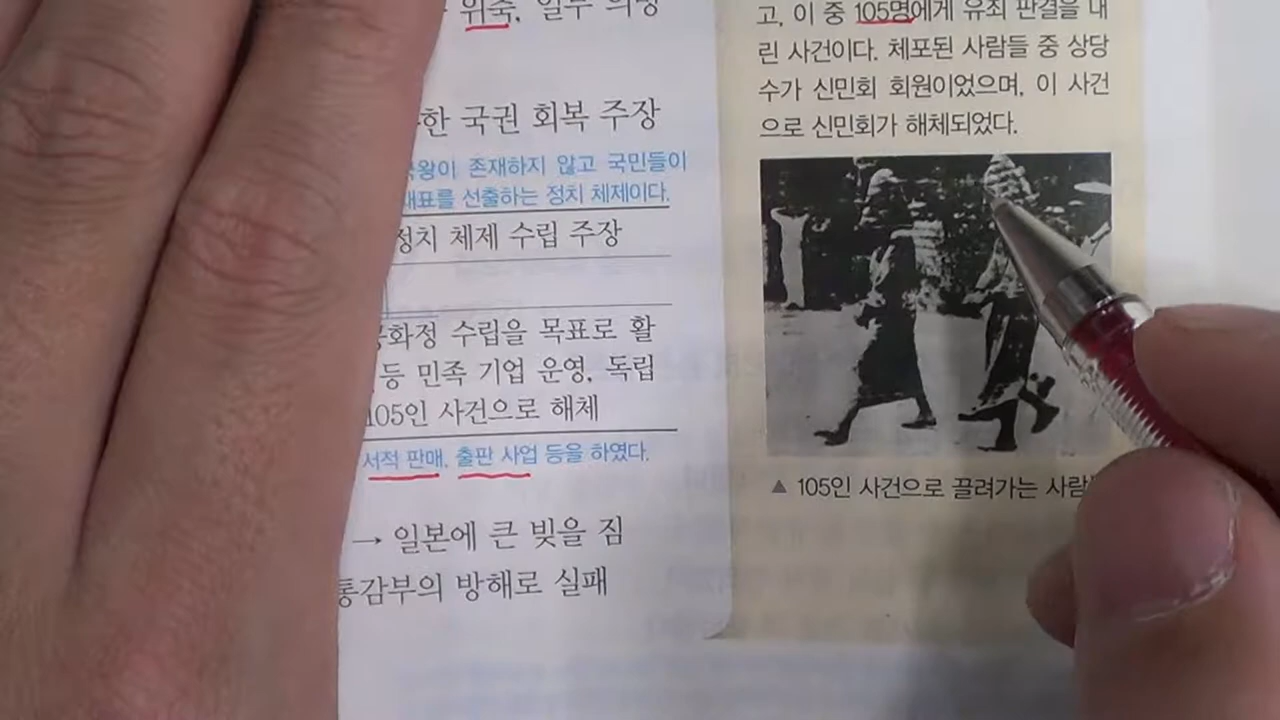 위축, 일부 의병
한 국권 회복 주장
국왕이 존재하지 않고 국민들이
대표를 선출하는 정치 체제이다.
정치 체제 수립 주장
공화정 수립을 목표로 활
등 민족 기업 운영, 독립
105인 사건으로 해체
서적 판매, 출판 사업 등을 하였다.
→ 일본에 큰 빚을 짐
통감부의 방해로 실패
고, 이 중 105명에게 유죄 판결을 내
린 사건이다. 체포된 사람들 중 상당
수가 신민회 회원이었으며, 이 사건
으로 신민회가 해체되었다.
▲ 105인 사건으로 끌려가는 사람